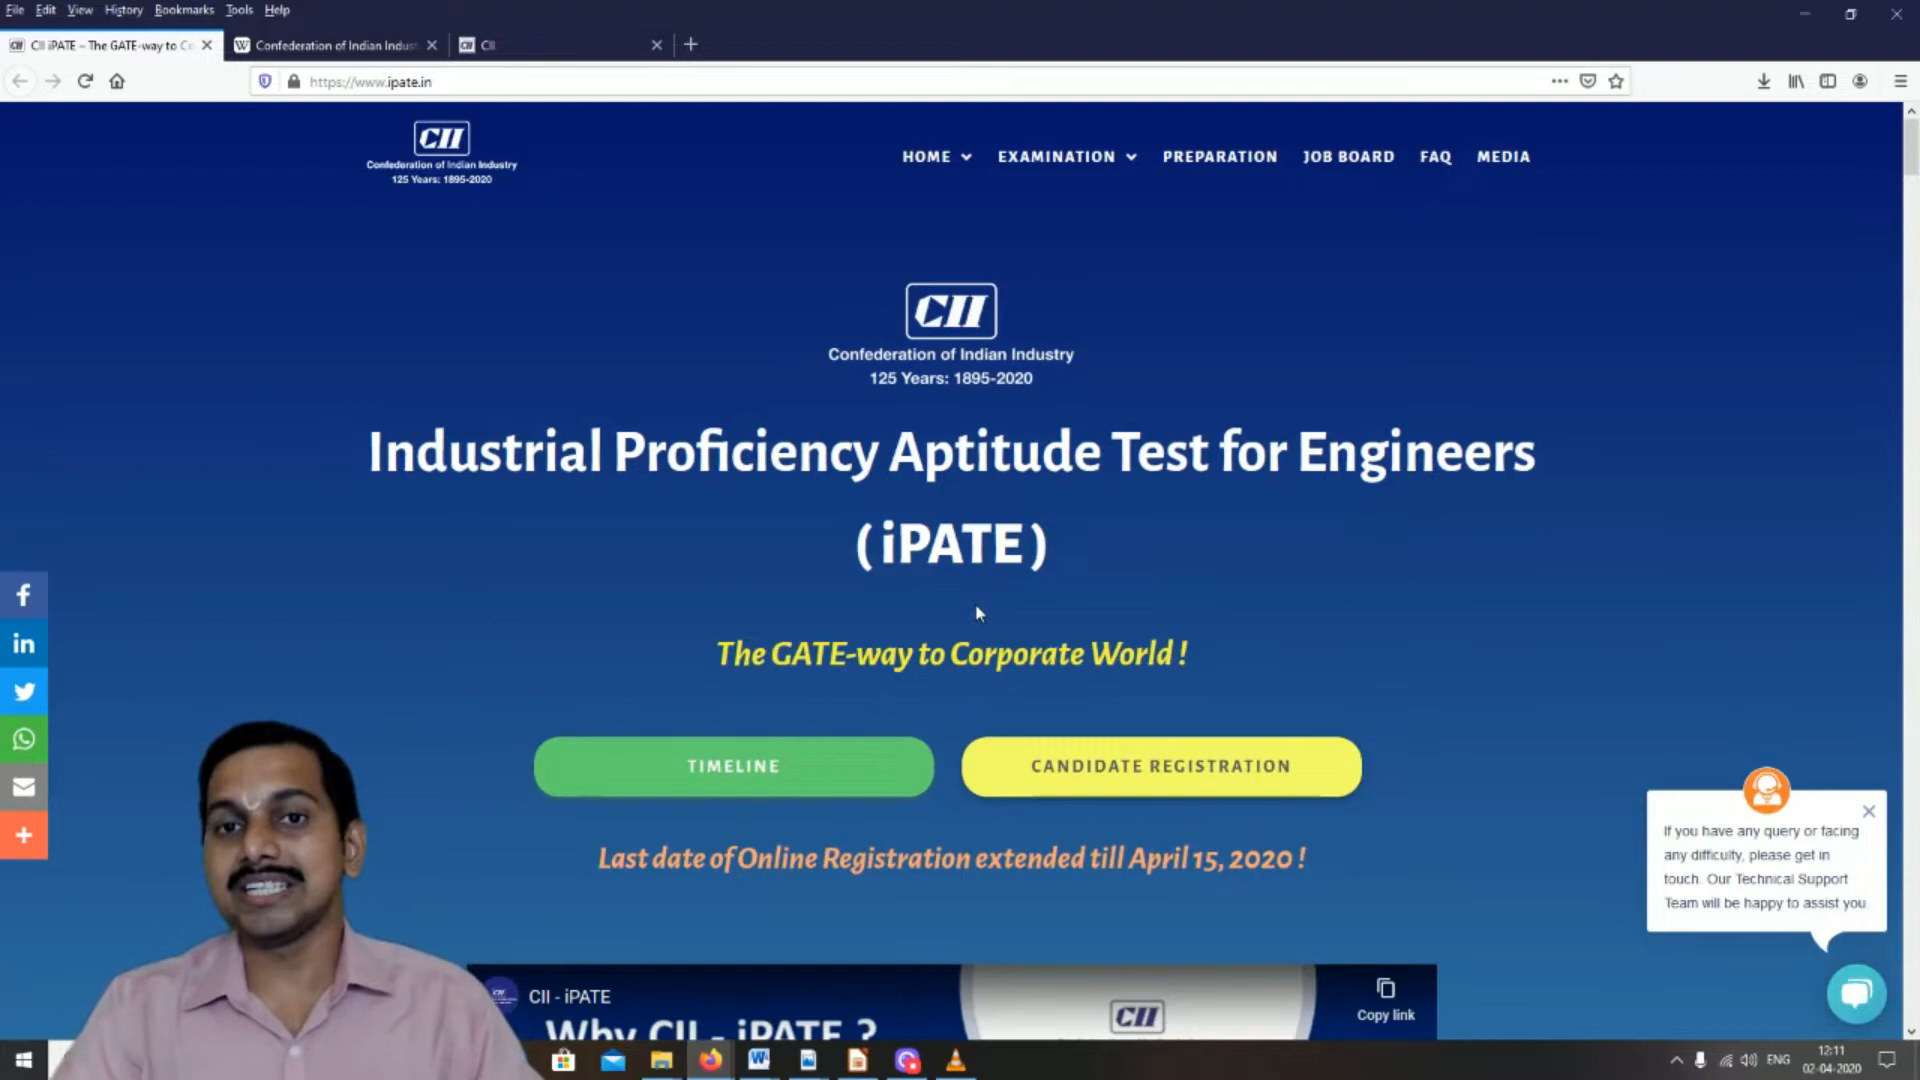 File Edit View History Bookmarks Tools Help
CII iPATE – The GATE-way to Co
Confederation of Indian Indust
CII
https://www.ipate.in
CII
Confederation of Indian Industry
125 Years: 1895-2020
HOME EXAMINATION PREPARATION JOB BOARD FAQ MEDIA
CII
Confederation of Indian Industry
125 Years: 1895-2020
Industrial Proficiency Aptitude Test for Engineers
( iPATE )
The GATE-way to Corporate World !
TIMELINE
CANDIDATE REGISTRATION
Last date of Online Registration extended till April 15, 2020 !
If you have any query or facing
any difficulty, please get in
touch. Our Technical Support
Team will be happy to assist you.
CII - iPATE
Why CII - iPATE ?
CII
Copy link
ENG
12:11
02-04-2020